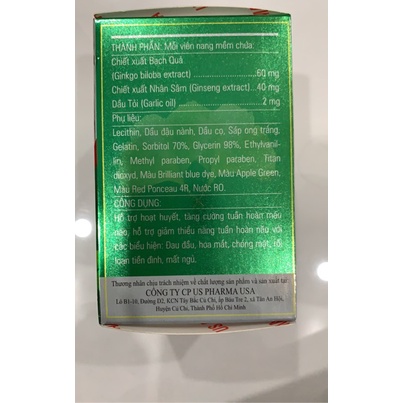 THÀNH PHẦN: Mỗi viên nang mềm chứa:
Chiết xuất Bạch Quả
(Ginkgo biloba extract) 60 mg
Chiết xuất Nhân Sâm (Ginseng extract) 40 mg
Dầu Tỏi (Garlic oil) 2 mg
Phụ liệu:
Lecithin, Dầu đậu nành, Dầu cọ, Sáp ong trắng,
Gelatin, Sorbitol 70%, Glycerin 98%, Ethylvanil-
lin, Methyl paraben, Propyl paraben, Titan
dioxyd, Màu Brilliant blue dye, Màu Apple Green,
Màu Red Ponceau 4R, Nước RO.
CÔNG DỤNG:
Hỗ trợ hoạt huyết, tăng cường tuần hoàn máu
não, hỗ trợ giảm thiểu năng tuần hoàn não với
các biểu hiện: Đau đầu, hoa mắt, chóng mặt, rối
loạn tiền đình, mất ngủ.
Thương nhân chịu trách nhiệm về chất lượng sản phẩm và sản xuất tại:
CÔNG TY CP US PHARMA USA
Lô B1-10, Đường D2, KCN Tây Bắc Củ Chi, ấp Bàu Tre 2, xã Tân An Hội,
Huyện Củ Chi, Thành Phố Hồ Chí Minh